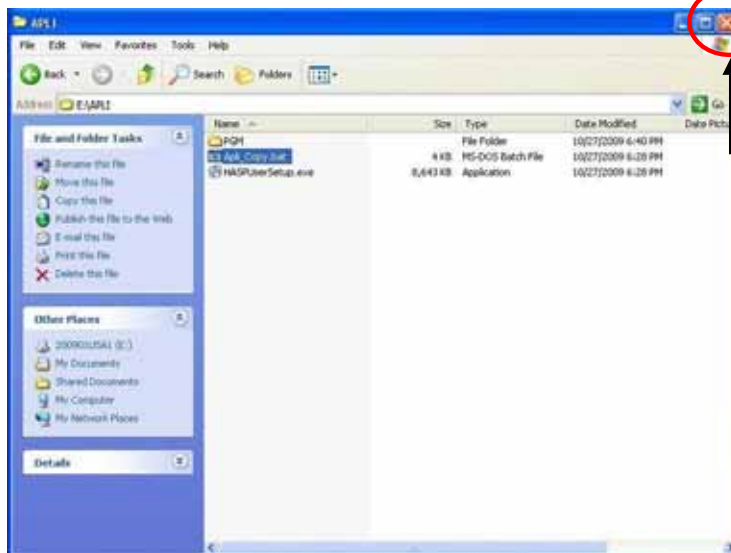 APLI
File Edit View Favorites Tools Help
Back Search Folders
Address E:\APLI Go
Name Size Type Date Modified Date Pictu
PGM File Folder 10/27/2009 6:40 PM
Apli_Copy.bat 4 KB MS-DOS Batch File 10/27/2009 6:28 PM
HASPUserSetup.exe 8,643 KB Application 10/27/2009 6:28 PM
File and Folder Tasks
Rename this file
Move this file
Copy this file
Publish this file to the Web
E-mail this file
Print this file
Delete this file
Other Places
200901USA1 (E:)
My Documents
Shared Documents
My Computer
My Network Places
Details